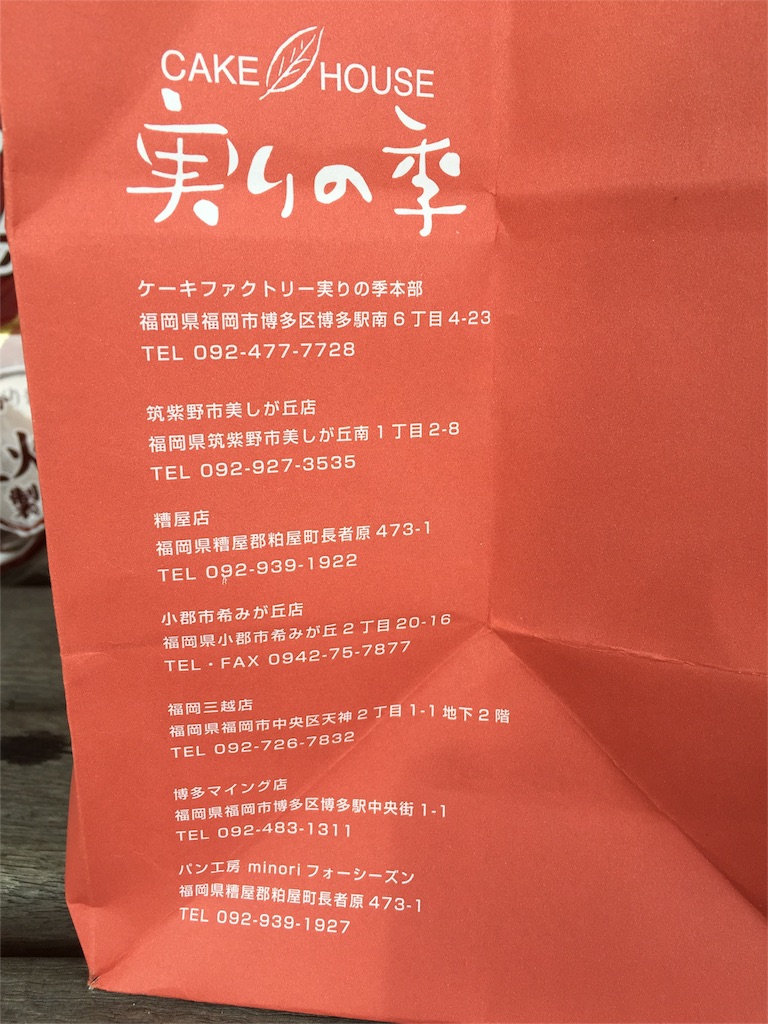 CAKE HOUSE
実りの季
ケーキファクトリー実りの季本部
福岡県福岡市博多区博多駅南6丁目4-23
TEL 092-477-7728
筑紫野市美しが丘店
福岡県筑紫野市美しが丘南1丁目2-8
TEL 092-927-3535
糟屋店
福岡県糟屋郡粕屋町長者原473-1
TEL 092-939-1922
小郡市希みが丘店
福岡県小郡市希みが丘2丁目20-16
TEL・FAX 0942-75-7877
福岡三越店
福岡県福岡市中央区天神2丁目1-1地下2階
TEL 092-726-7832
博多マイング店
福岡県福岡市博多区博多駅中央街1-1
TEL 092-483-1311
パン工房 minoriフォーシーズン
福岡県糟屋郡粕屋町長者原473-1
TEL 092-939-1927
製